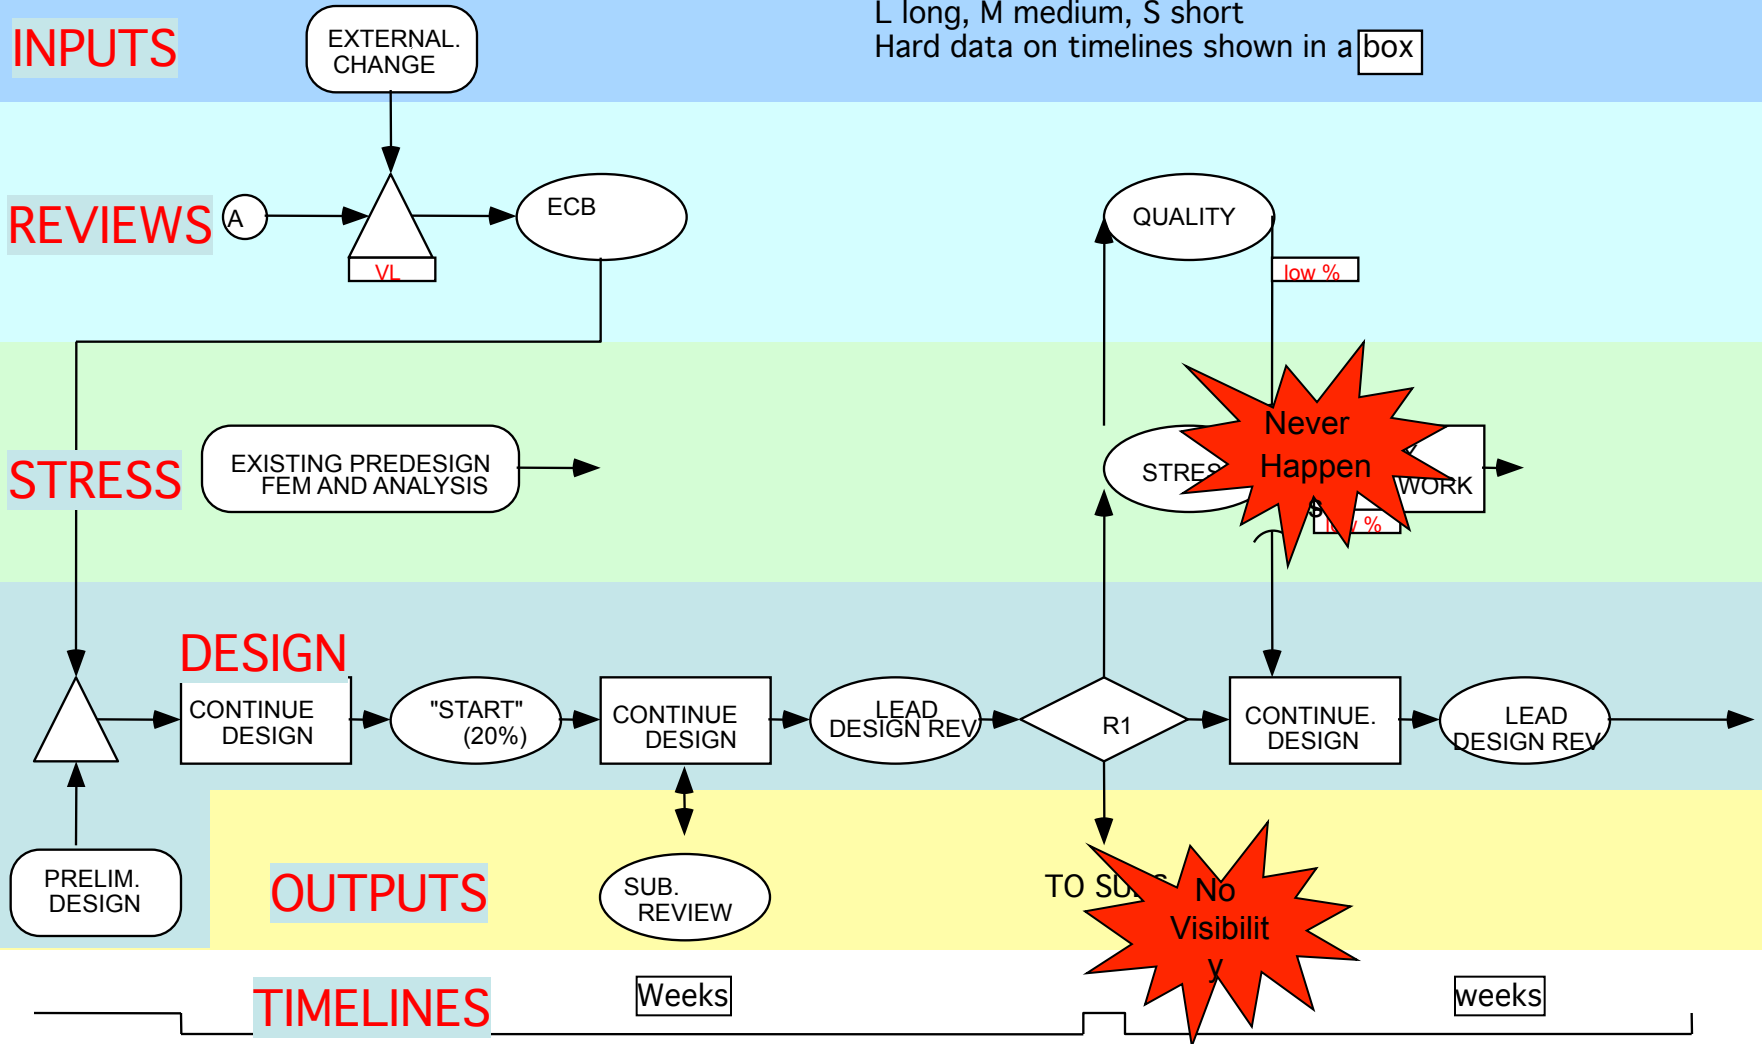 L long, M medium, S short
INPUTS
EXTERNAL.
CHANGE
Hard data on timelines shown in a box
REVIEWS
A
ECB
QUALITY
VL
low %
STRESS
EXISTING PREDESIGN
FEM AND ANALYSIS
Never
Happen
WORK
%
DESIGN
CONTINUE
DESIGN
"START"
(20%)
CONTINUE
DESIGN
LEAD
DESIGN REV
R1
CONTINUE.
DESIGN
LEAD
DESIGN REV
PRELIM.
DESIGN
OUTPUTS
SUB.
REVIEW
TO
No
Visibilit
y
TIMELINES
Weeks
weeks